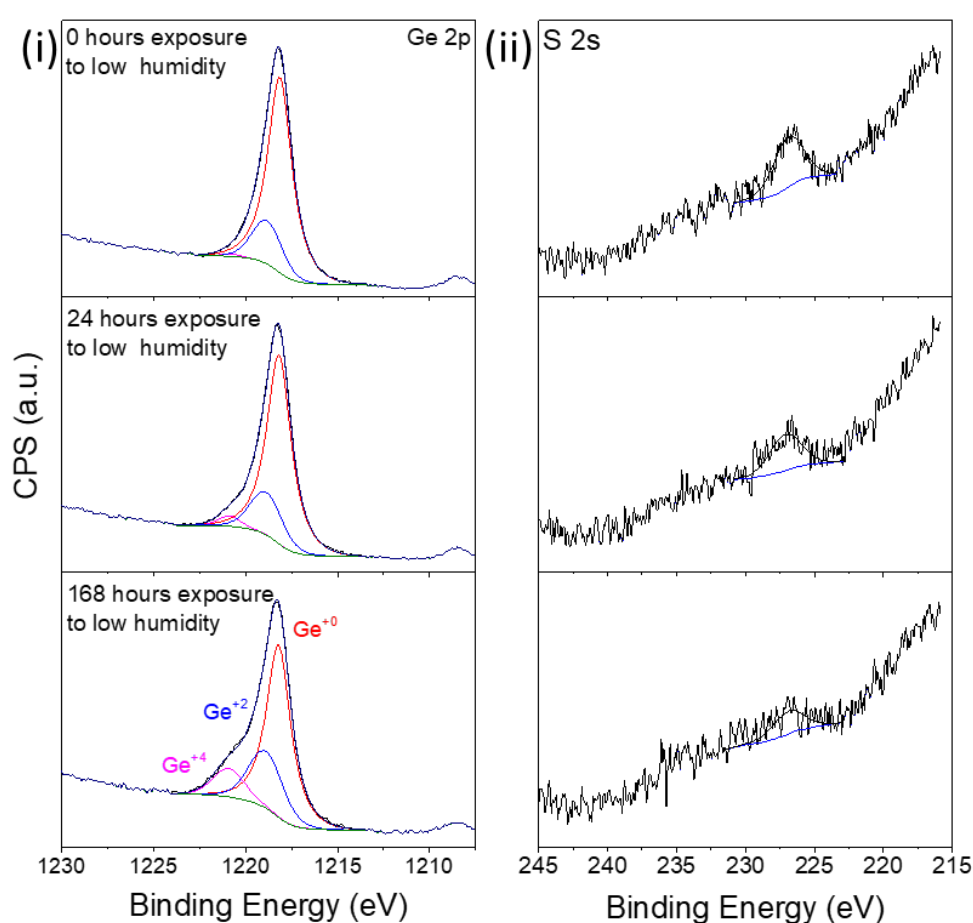 (i)
0 hours exposure
to low humidity
Ge 2p
(ii)
S 2s
24 hours exposure
to low humidity
168 hours exposure
to low humidity
Ge+0
Ge+2
Ge+4
CPS (a.u.)
1230 1225 1220 1215 1210
245 240 235 230 225 220 215
Binding Energy (eV)
Binding Energy (eV)